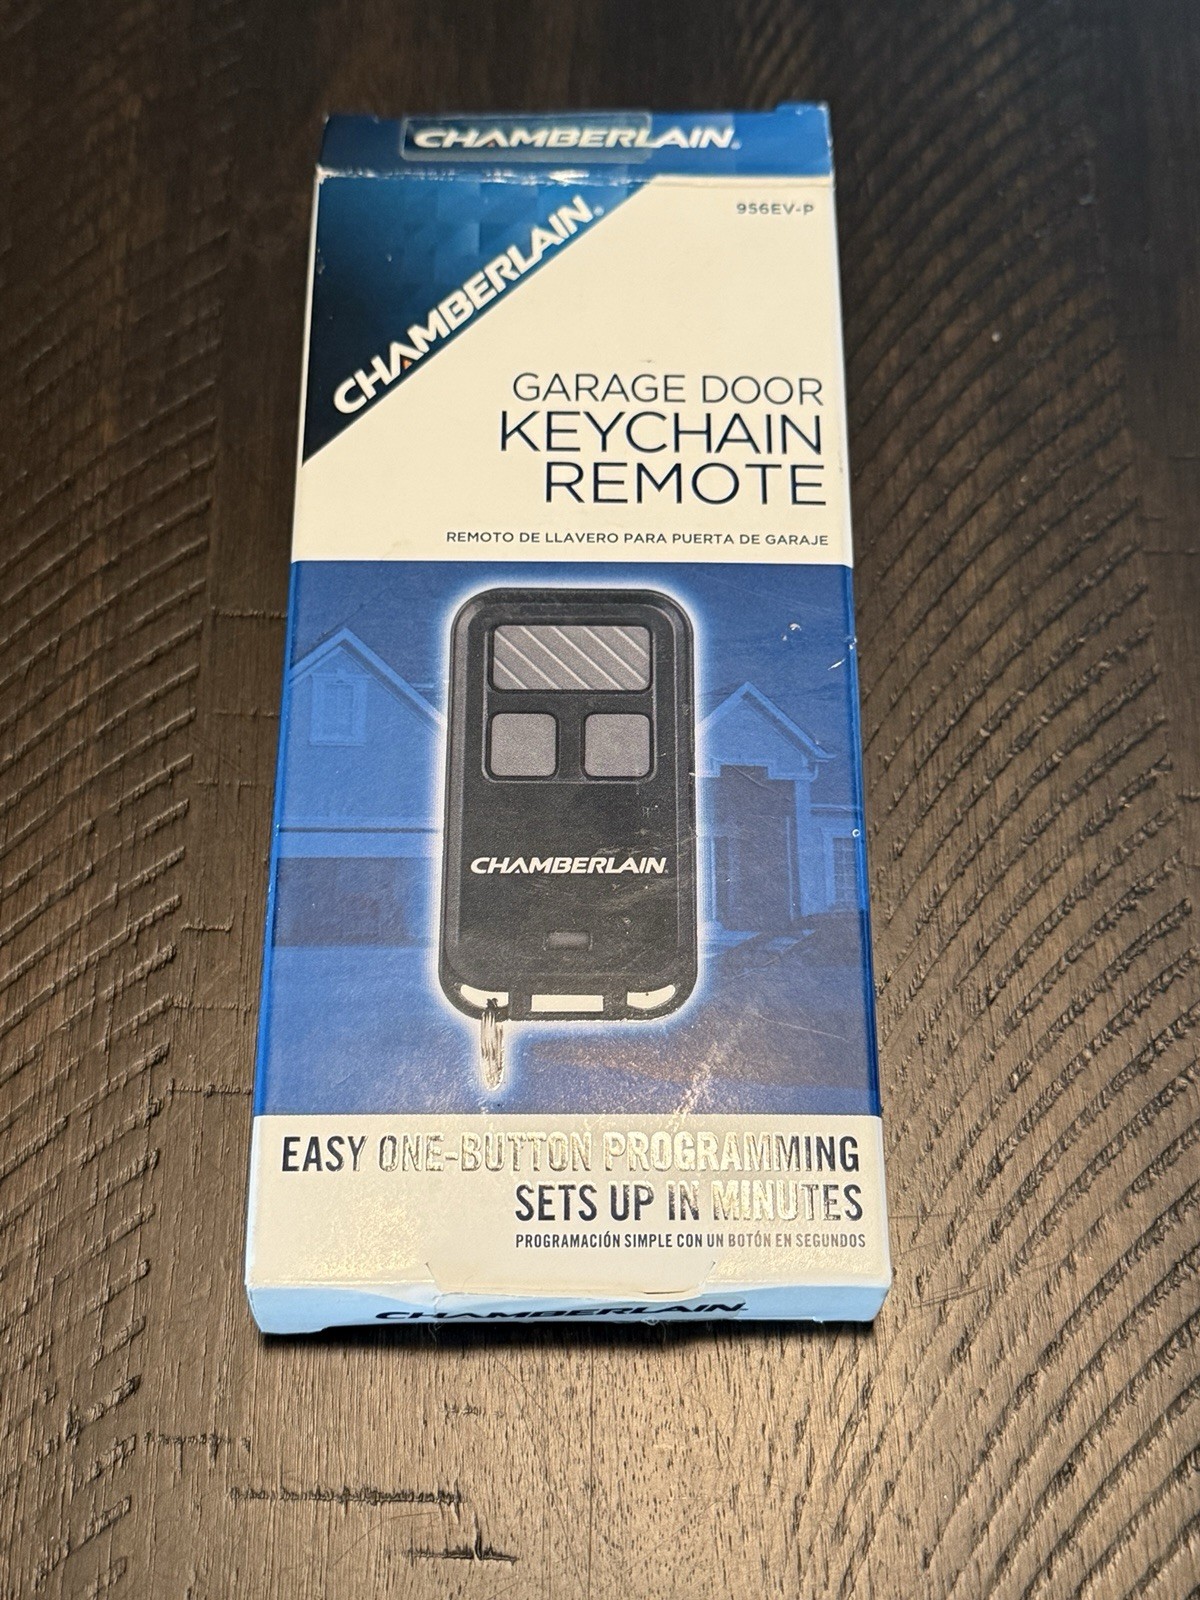 CHAMBERLAIN®
CHAMBERLAIN®
956EV-P
GARAGE DOOR
KEYCHAIN
REMOTE
REMOTO DE LLAVERO PARA PUERTA DE GARAJE
CHAMBERLAIN®
EASY ONE-BUTTON PROGRAMMING
SETS UP IN MINUTES
PROGRAMACIÓN SIMPLE CON UN BOTÓN EN SEGUNDOS
CHAMBERLAIN®